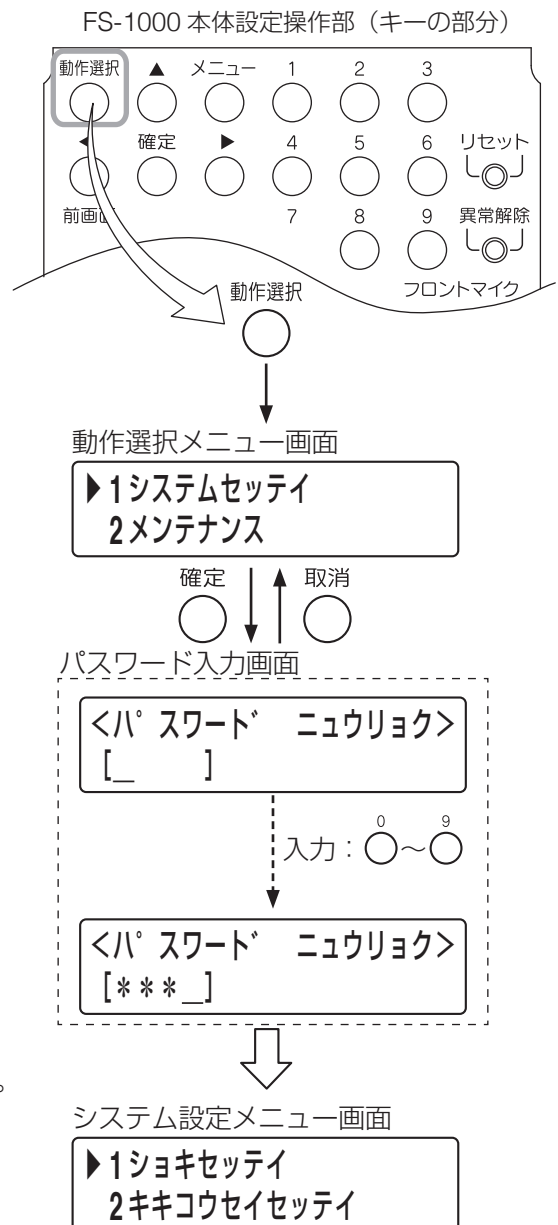 FS-1000 本体設定操作部（キーの部分）
動作選択 ▲ メニュー 1 2 3
確定 ▶ 4 5 6 リセット
前画面 7 8 9 異常解除
動作選択 フロントマイク
動作選択メニュー画面
▶1システムセッテイ
2メンテナンス
確定 取消
パスワード入力画面
<パ゜スワード゛ ニュウリョク>
[_ ]
0 9
入力：〇～〇
<パ゜スワード゛ ニュウリョク>
[***_]
。
システム設定メニュー画面
▶1ショキセッテイ
2キキコウセイセッテイ